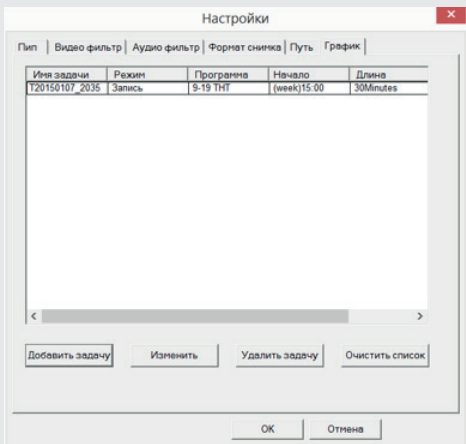 Настройки
Пип Видео фильтр Аудио фильтр Формат снимка Путь График
Имя задачи Режим Программа Начало Длина
T20150107_2035 Запись 9-19 ТНТ (week)15:00 30Minutes
Добавить задачу Изменить Удалить задачу Очистить список
OK Отмена